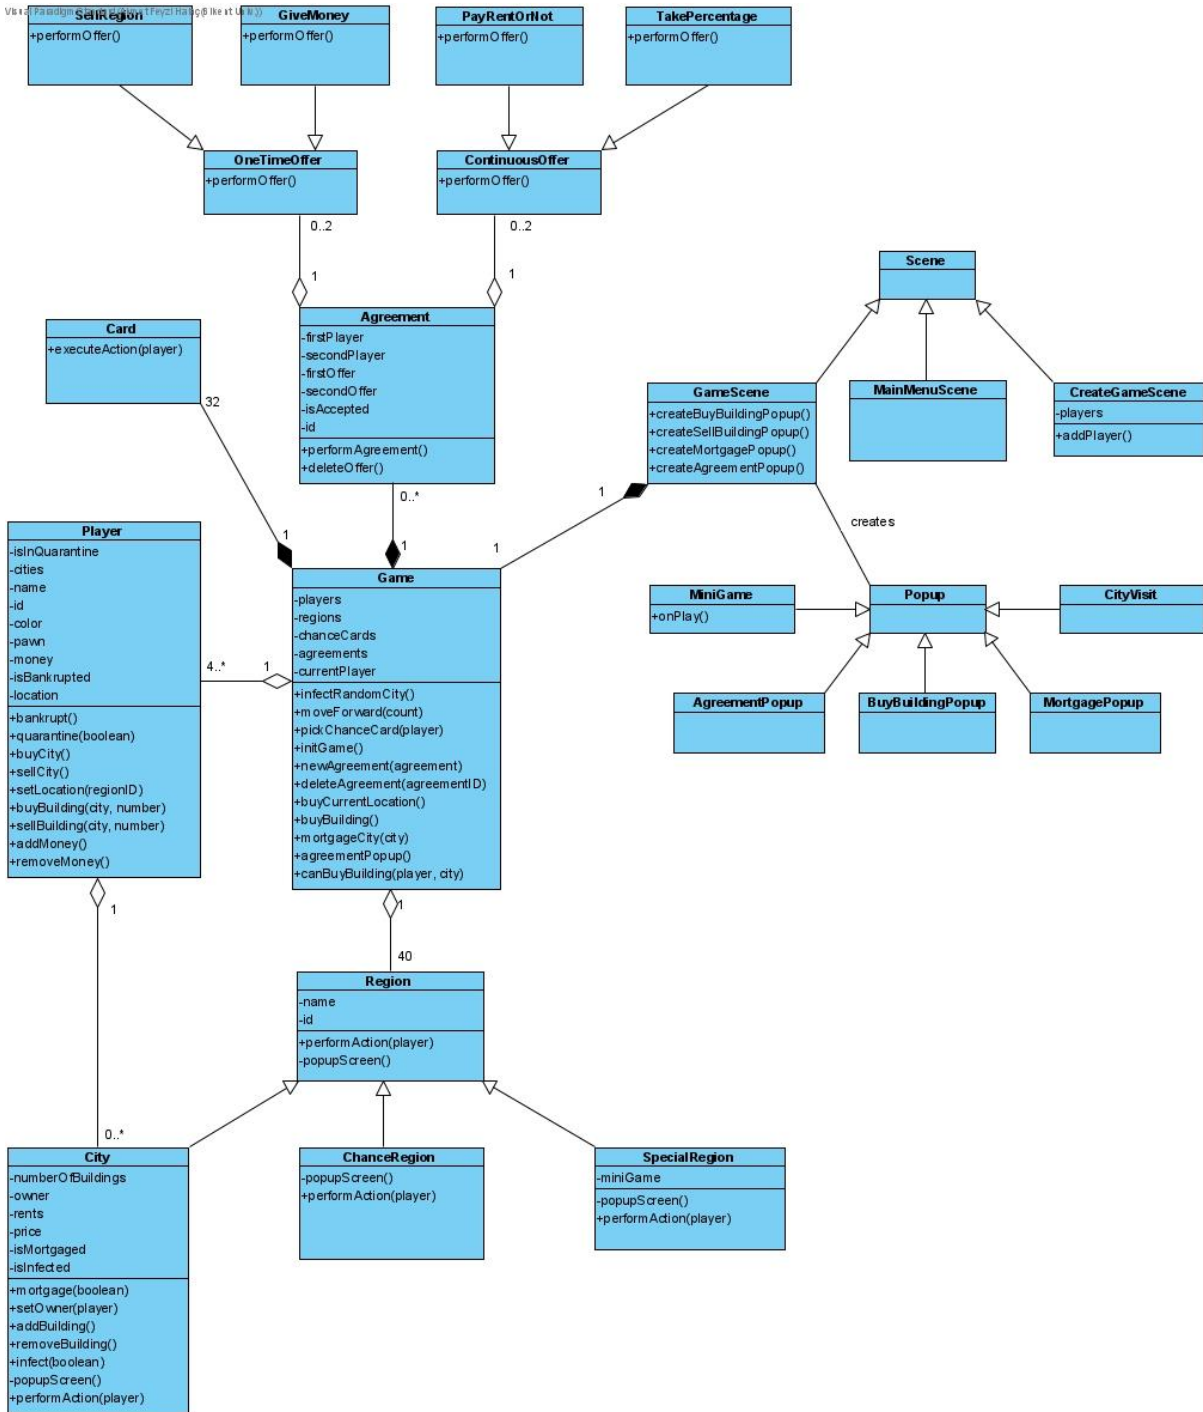 Visual Paradigm
SellRegion
+performOffer()
GiveMoney
+performOffer()
PayRentOrNot
+performOffer()
TakePercentage
+performOffer()
OneTimeOffer
+performOffer()
ContinuousOffer
+performOffer()
0..2
0..2
1
1
Scene
Card
+executeAction(player)
32
Agreement
-firstPlayer
-secondPlayer
-firstOffer
-secondOffer
-isAccepted
-id
+performAgreement()
+deleteOffer()
GameScene
+createBuyBuildingPopup()
+createSellBuildingPopup()
+createMortgagePopup()
+createAgreementPopup()
MainMenuScene
CreateGameScene
-players
+addPlayer()
0..*
1
1
1
1
creates
Player
-isInQuarantine
-cities
-name
-id
-color
-pawn
-money
-isBankrupted
-location
+bankrupt()
+quarantine(boolean)
+buyCity()
+sellCity()
+setLocation(regionID)
+buyBuilding(city, number)
+sellBuilding(city, number)
+addMoney()
+removeMoney()
4..*
1
Game
-players
-regions
-chanceCards
-agreements
-currentPlayer
+infectRandomCity()
+moveForward(count)
+pickChanceCard(player)
+initGame()
+newAgreement(agreement)
+deleteAgreement(agreementID)
+buyCurrentLocation()
+buyBuilding()
+mortgageCity(city)
+agreementPopup()
+canBuyBuilding(player, city)
MiniGame
+onPlay()
Popup
CityVisit
AgreementPopup
BuyBuildingPopup
MortgagePopup
1
1
40
Region
-name
-id
+performAction(player)
-popupScreen()
0..*
City
-numberOfBuildings
-owner
-rents
-price
-isMortgaged
-isInfected
+mortgage(boolean)
+setOwner(player)
+addBuilding()
+removeBuilding()
+infect(boolean)
-popupScreen()
+performAction(player)
ChanceRegion
-popupScreen()
+performAction(player)
SpecialRegion
-miniGame
-popupScreen()
+performAction(player)